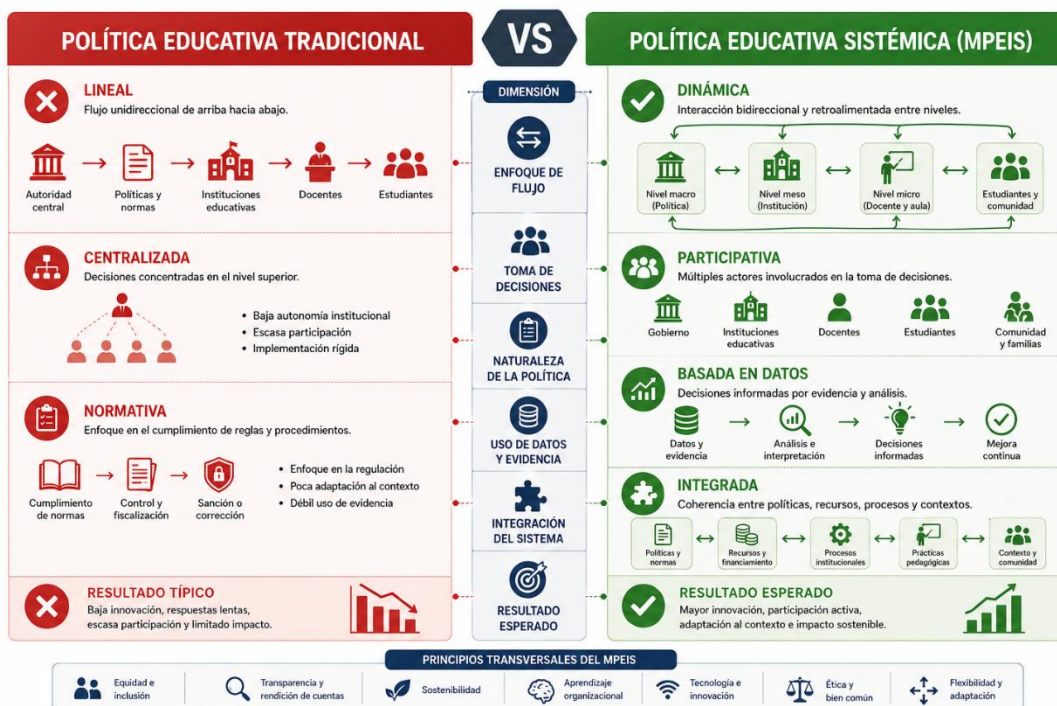 POLÍTICA EDUCATIVA TRADICIONAL
VS
POLÍTICA EDUCATIVA SISTÉMICA (MPEIS)
LINEAL
Flujo unidireccional de arriba hacia abajo.
Autoridad
central
Políticas y
normas
Instituciones
educativas
Docentes
Estudiantes
CENTRALIZADA
Decisiones concentradas en el nivel superior.
• Baja autonomía institucional
• Escasa participación
• Implementación rígida
NORMATIVA
Enfoque en el cumplimiento de reglas y procedimientos.
Cumplimiento
de normas
Control y
fiscalización
Sanción o
corrección
• Enfoque en la regulación
• Poca adaptación al contexto
• Débil uso de evidencia
RESULTADO TÍPICO
Baja innovación, respuestas lentas,
escasa participación y limitado impacto.
DIMENSIÓN
ENFOQUE DE
FLUJO
TOMA DE
DECISIONES
NATURALEZA
DE LA POLÍTICA
USO DE DATOS
Y EVIDENCIA
INTEGRACIÓN
DEL SISTEMA
RESULTADO
ESPERADO
DINÁMICA
Interacción bidireccional y retroalimentada entre niveles.
Nivel macro
(Política)
Nivel meso
(Institución)
Nivel micro
(Docente y aula)
Estudiantes y
comunidad
PARTICIPATIVA
Múltiples actores involucrados en la toma de decisiones.
Gobierno
Instituciones
educativas
Docentes
Estudiantes
Comunidad
y familias
BASADA EN DATOS
Decisiones informadas por evidencia y análisis.
Datos y
evidencia
Análisis e
interpretación
Decisiones
informadas
Mejora
continua
INTEGRADA
Coherencia entre políticas, recursos, procesos y contextos.
Políticas y
normas
Recursos y
financiamiento
Procesos
institucionales
Prácticas
pedagógicas
Contexto y
comunidad
RESULTADO ESPERADO
Mayor innovación, participación activa,
adaptación al contexto e impacto sostenible.
PRINCIPIOS TRANSVERSALES DEL MPEIS
Equidad e
inclusión
Transparencia y
rendición de cuentas
Sostenibilidad
Aprendizaje
organizacional
Tecnología e
innovación
Ética y
bien común
Flexibilidad y
adaptación